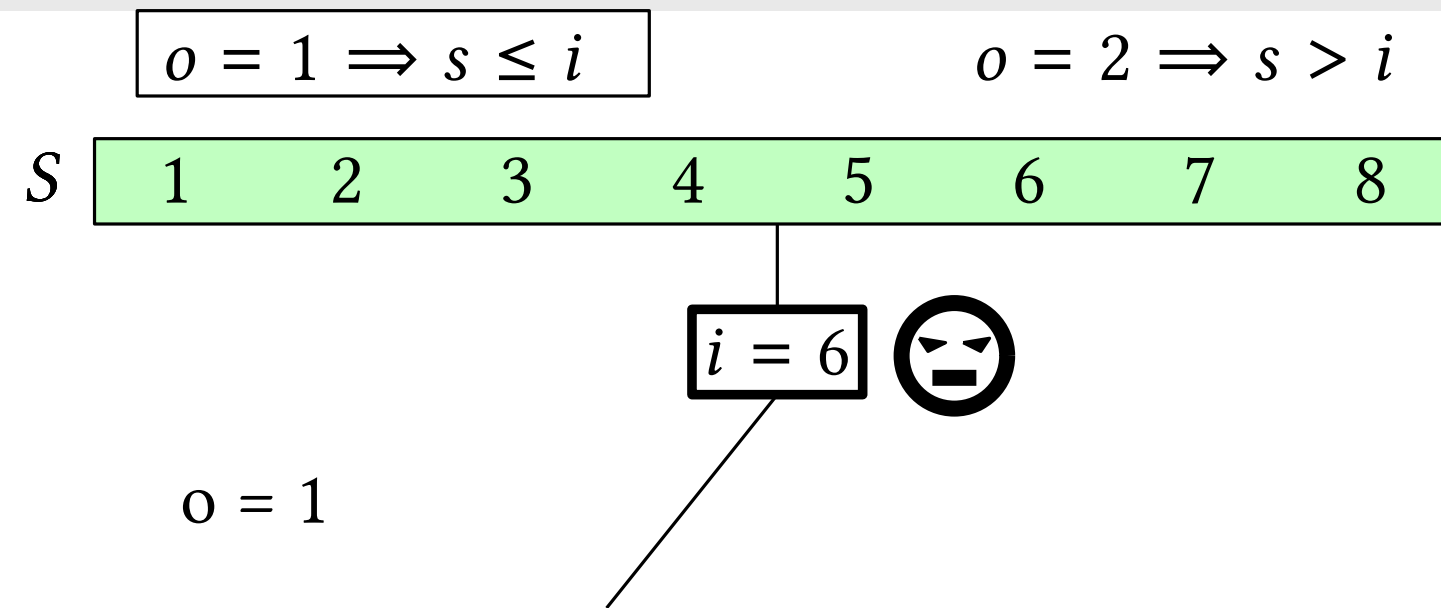 o = 1 ⟹ s ≤ i o = 2 ⟹ s > i
S 1 2 3 4 5 6 7 8
i = 6
o = 1